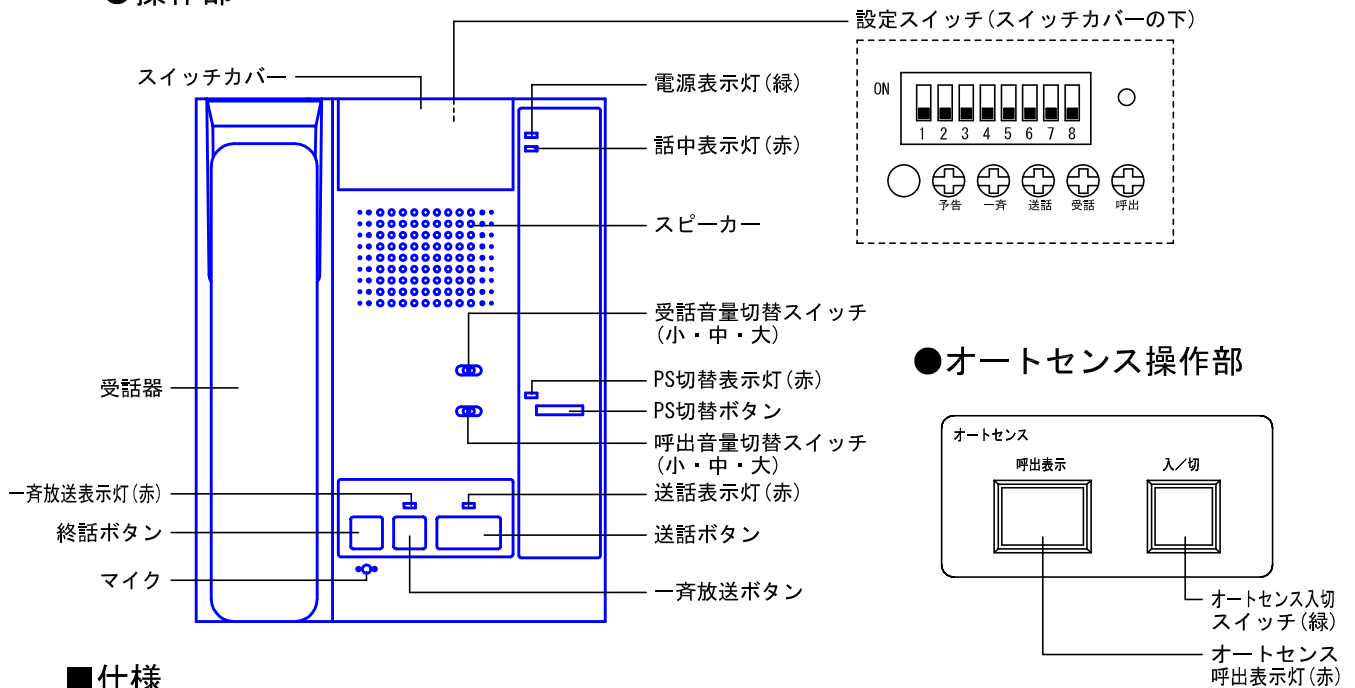 ●操作部
設定スイッチ(スイッチカバーの下)
スイッチカバー
電源表示灯(緑)
話中表示灯(赤)
スピーカー
受話音量切替スイッチ
(小・中・大)
受話器
PS切替表示灯(赤)
PS切替ボタン
呼出音量切替スイッチ
(小・中・大)
一斉放送表示灯(赤)
送話表示灯(赤)
終話ボタン
送話ボタン
マイク
一斉放送ボタン
ON
1 2 3 4 5 6 7 8
予告 一斉 送話 受話 呼出
●オートセンス操作部
オートセンス
呼出表示 入/切
オートセンス入切
スイッチ(緑)
オートセンス
呼出表示灯(赤)
■仕様